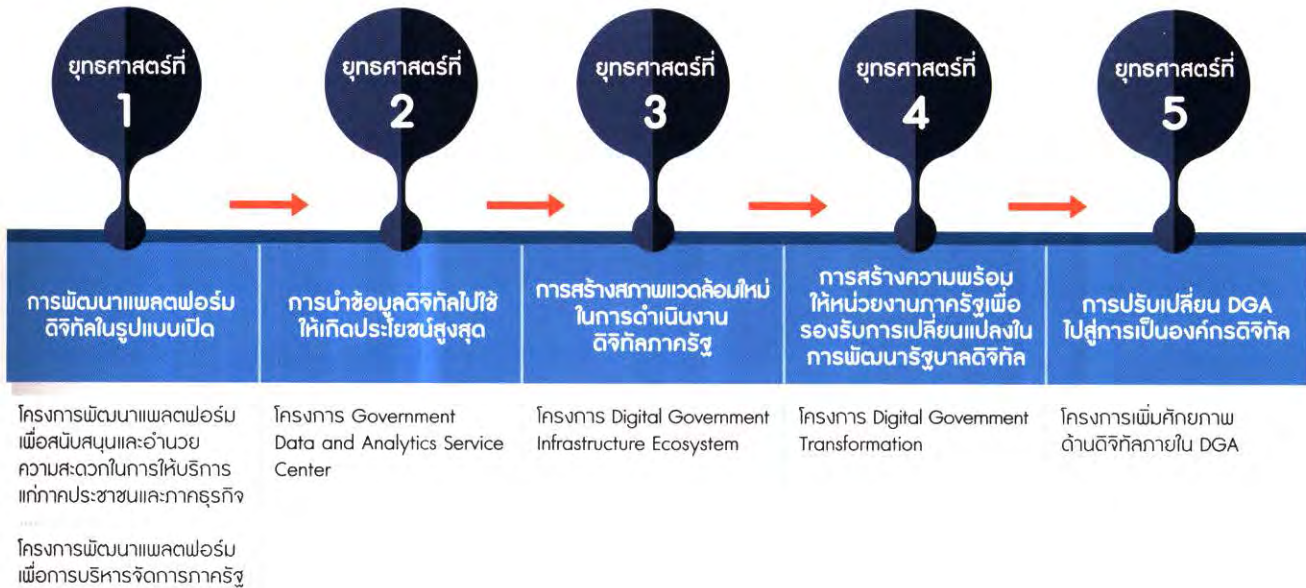 ยุทธศาสตร์ที่
1
ยุทธศาสตร์ที่
2
ยุทธศาสตร์ที่
3
ยุทธศาสตร์ที่
4
ยุทธศาสตร์ที่
5
การพัฒนาแพลตฟอร์ม
ดิจิทัลในรูปแบบเปิด
การนำข้อมูลดิจิทัลไปใช้
ให้เกิดประโยชน์สูงสุด
การสร้างสภาพแวดล้อมใหม่
ในการดำเนินงาน
ดิจิทัลภาครัฐ
การสร้างความพร้อม
ให้หน่วยงานภาครัฐเพื่อ
รองรับการเปลี่ยนแปลงใน
การพัฒนารัฐบาลดิจิทัล
การปรับเปลี่ยน DGA
ไปสู่การเป็นองค์กรดิจิทัล
โครงการพัฒนาแพลตฟอร์ม
เพื่อสนับสนุนและอำนวย
ความสะดวกในการให้บริการ
แก่ภาคประชาชนและภาคธุรกิจ
....
โครงการพัฒนาแพลตฟอร์ม
เพื่อการบริหารจัดการภาครัฐ
โครงการ Government
Data and Analytics Service
Center
โครงการ Digital Government
Infrastructure Ecosystem
โครงการ Digital Government
Transformation
โครงการเพิ่มศักยภาพ
ด้านดิจิทัลภายใน DGA